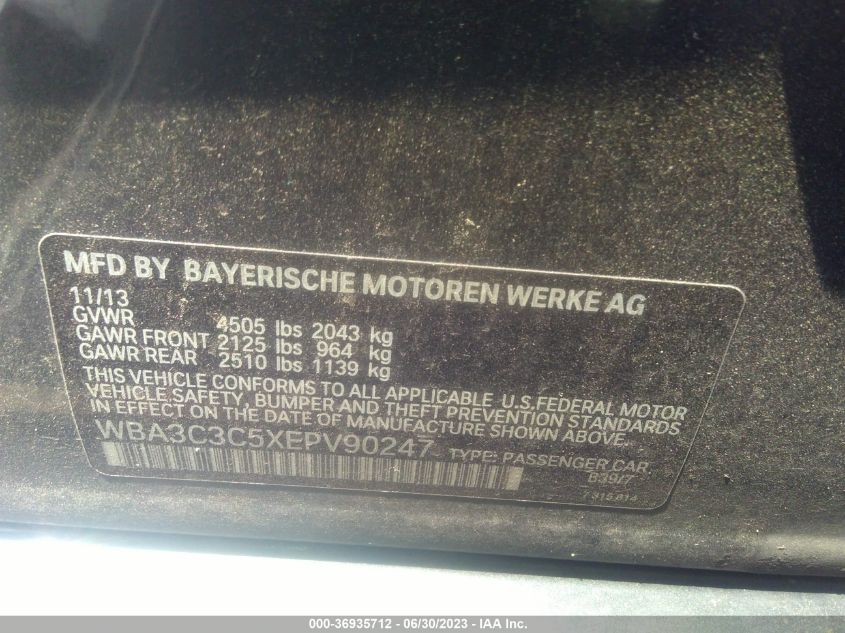 MFD BY BAYERISCHE MOTOREN WERKE AG
11/13
GVWR 4505 lbs 2043 kg
GAWR FRONT 2125 lbs 964 kg
GAWR REAR 2510 lbs 1139 kg
THIS VEHICLE CONFORMS TO ALL APPLICABLE U.S.FEDERAL MOTOR
VEHICLE SAFETY, BUMPER AND THEFT PREVENTION STANDARDS
IN EFFECT ON THE DATE OF MANUFACTURE SHOWN ABOVE.
WBA3C3C5XEPV90247 TYPE: PASSENGER CAR
B39/7
000-36935712 - 06/30/2023 - IAA Inc.